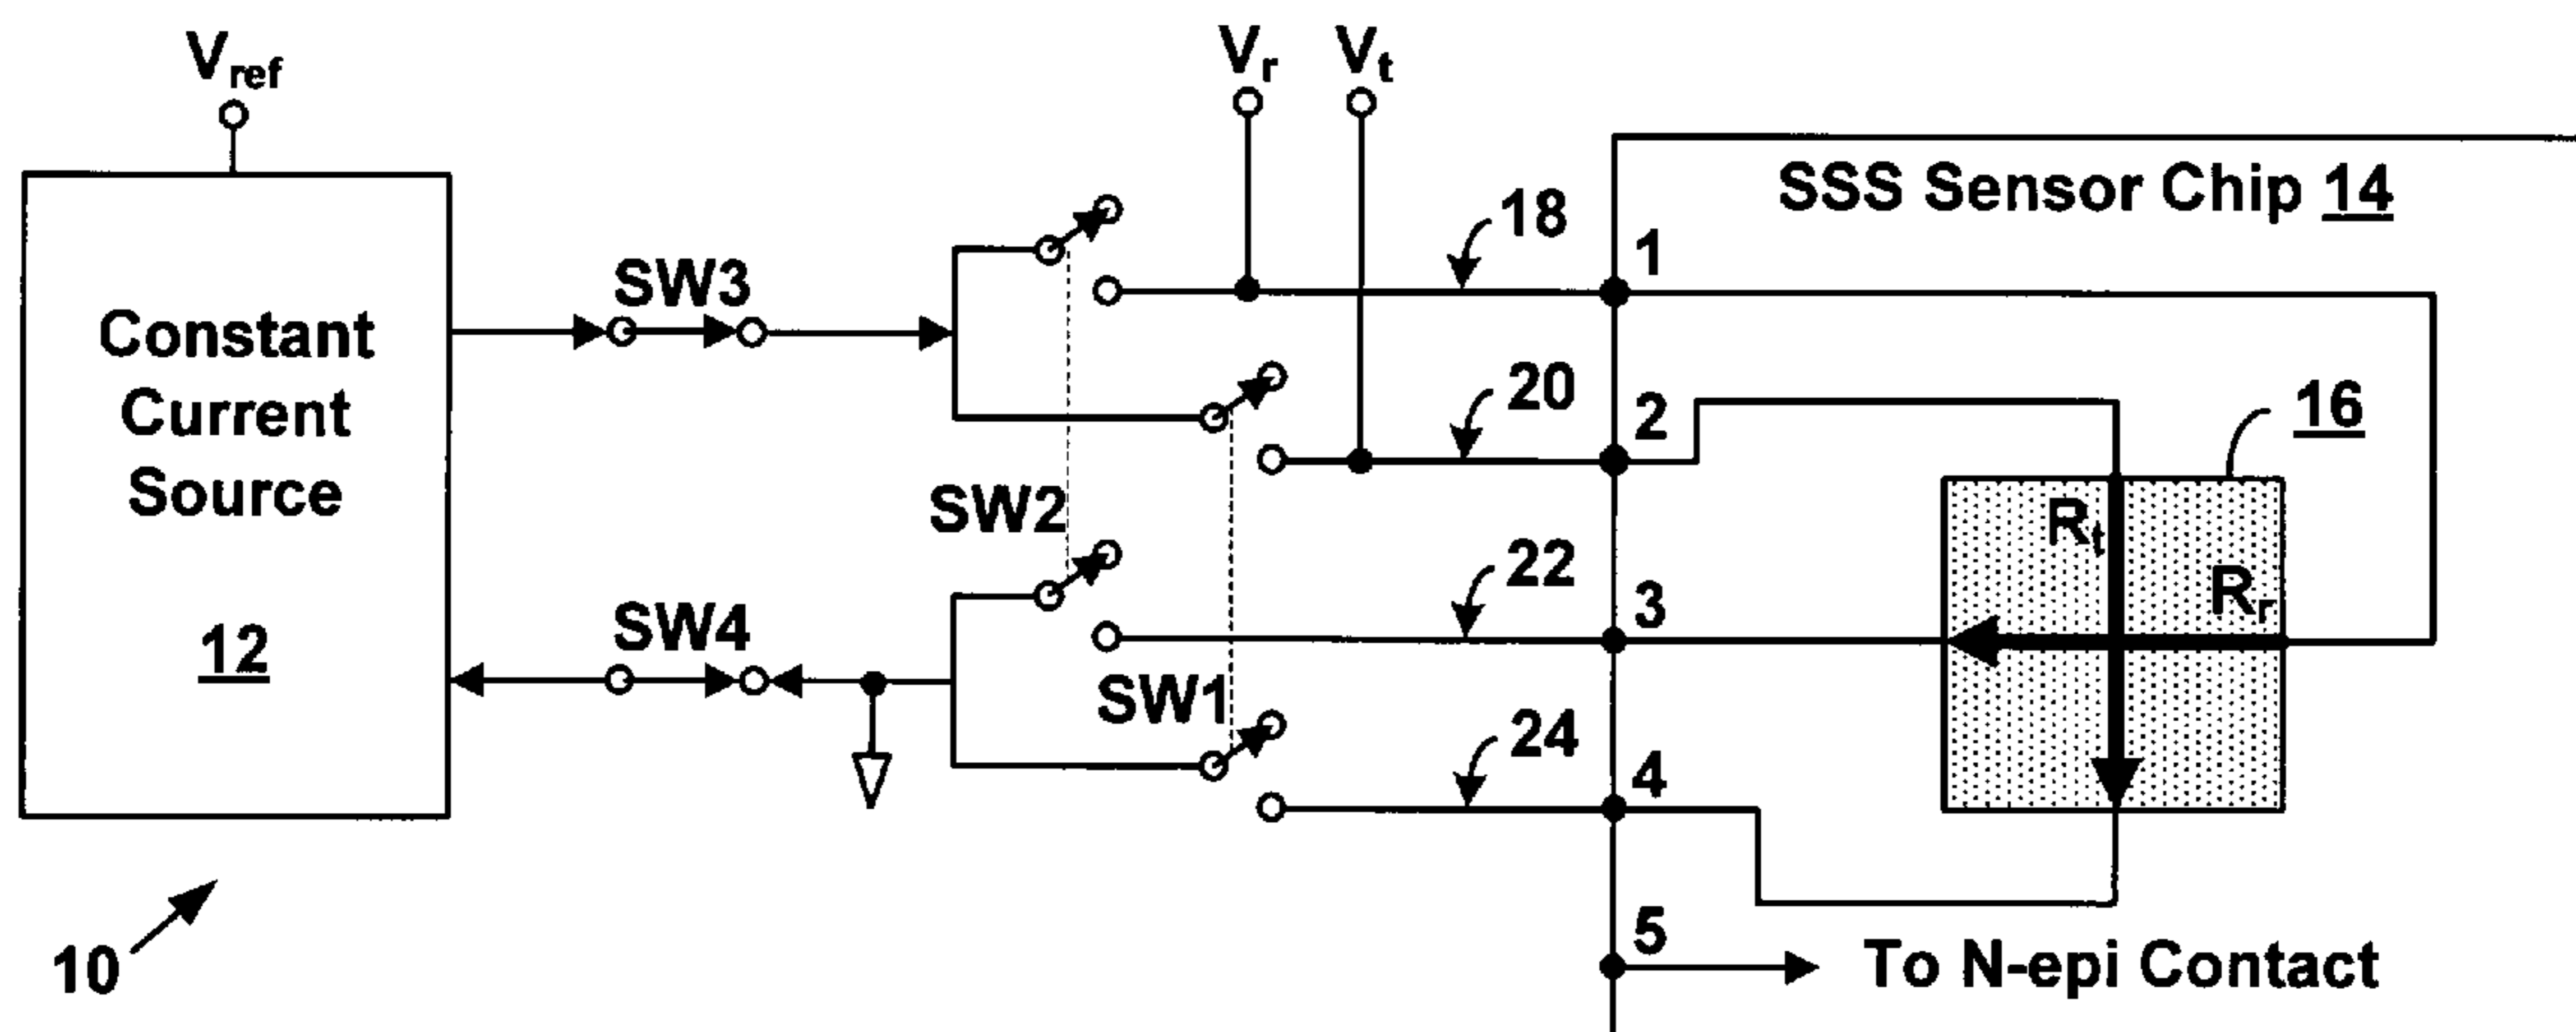 Vref
Vr
Vt
SSS Sensor Chip 14
18
1
SW3
Constant
Current
Source
12
20
2
16
SW2
Rt
Rr
22
3
SW4
SW1
24
4
5
10
To N-epi Contact